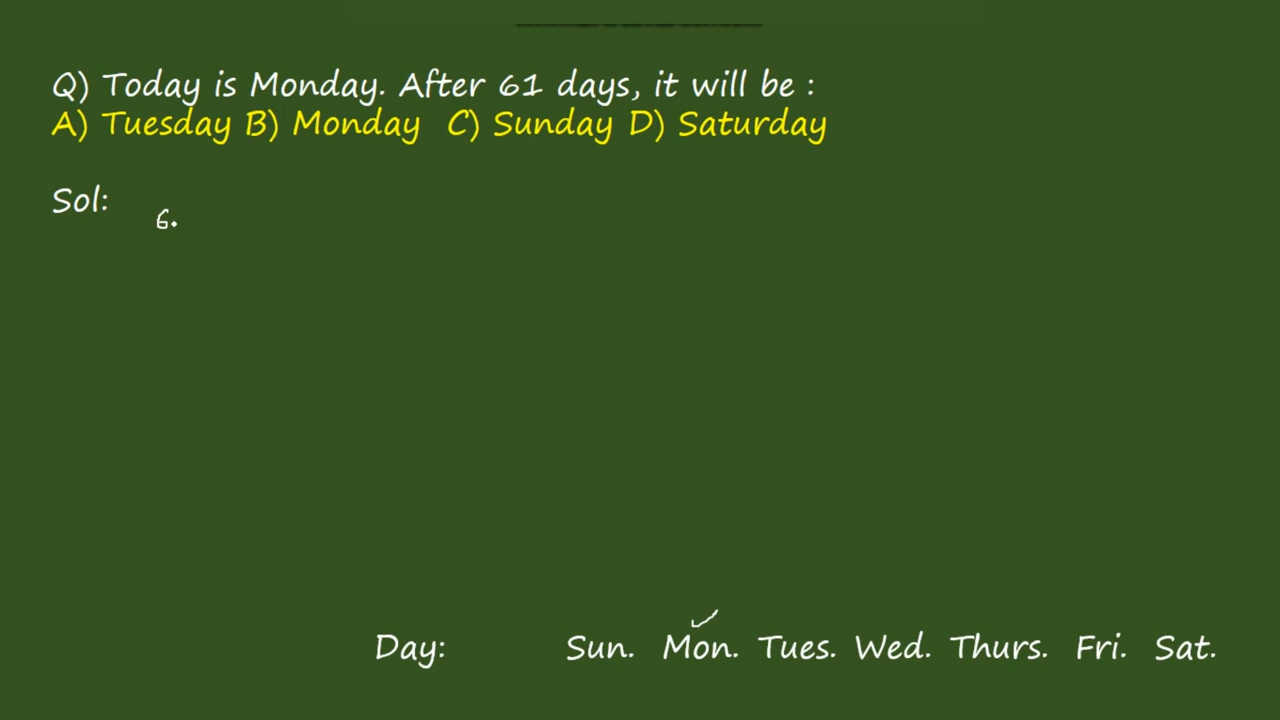 Q) Today is Monday. After 61 days, it will be :
A) Tuesday B) Monday C) Sunday D) Saturday
Sol:
6.
Day: Sun. Mon. Tues. Wed. Thurs. Fri. Sat.